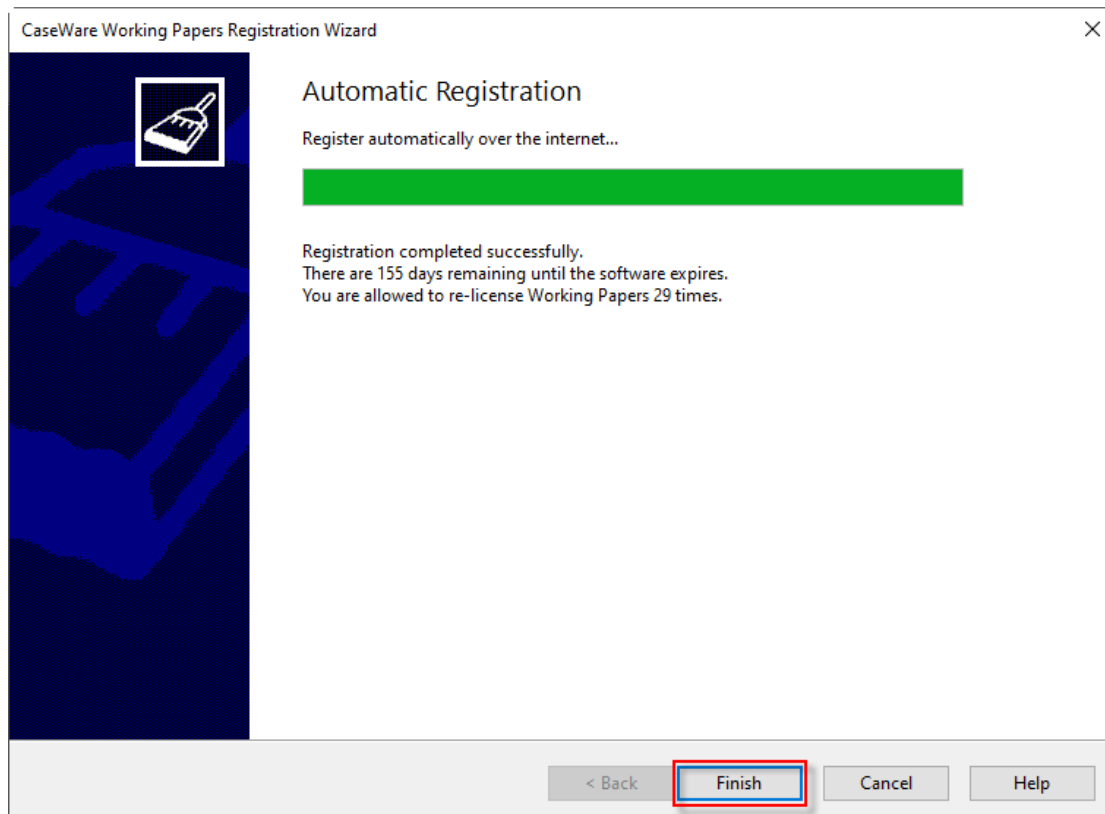 CaseWare Working Papers Registration Wizard
Automatic Registration
Register automatically over the internet...
Registration completed successfully.
There are 155 days remaining until the software expires.
You are allowed to re-license Working Papers 29 times.
< Back Finish Cancel Help